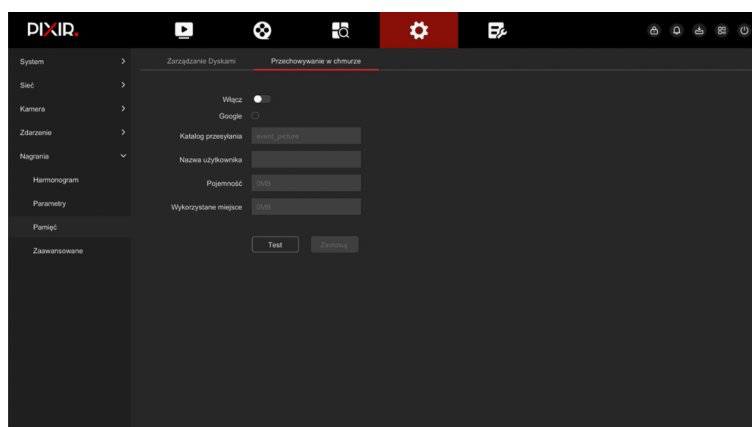 PIXIR.
System
Sieć
Kamera
Zdarzenie
Nagrania
Harmonogram
Parametry
Pamięć
Zaawansowane
Zarządzanie Dyskami
Przechowywanie w chmurze
Włącz
Google
Katalog przesyłania
event_picture
Nazwa użytkownika
Pojemność
0MB
Wykorzystane miejsce
0MB
Test
Zastosuj